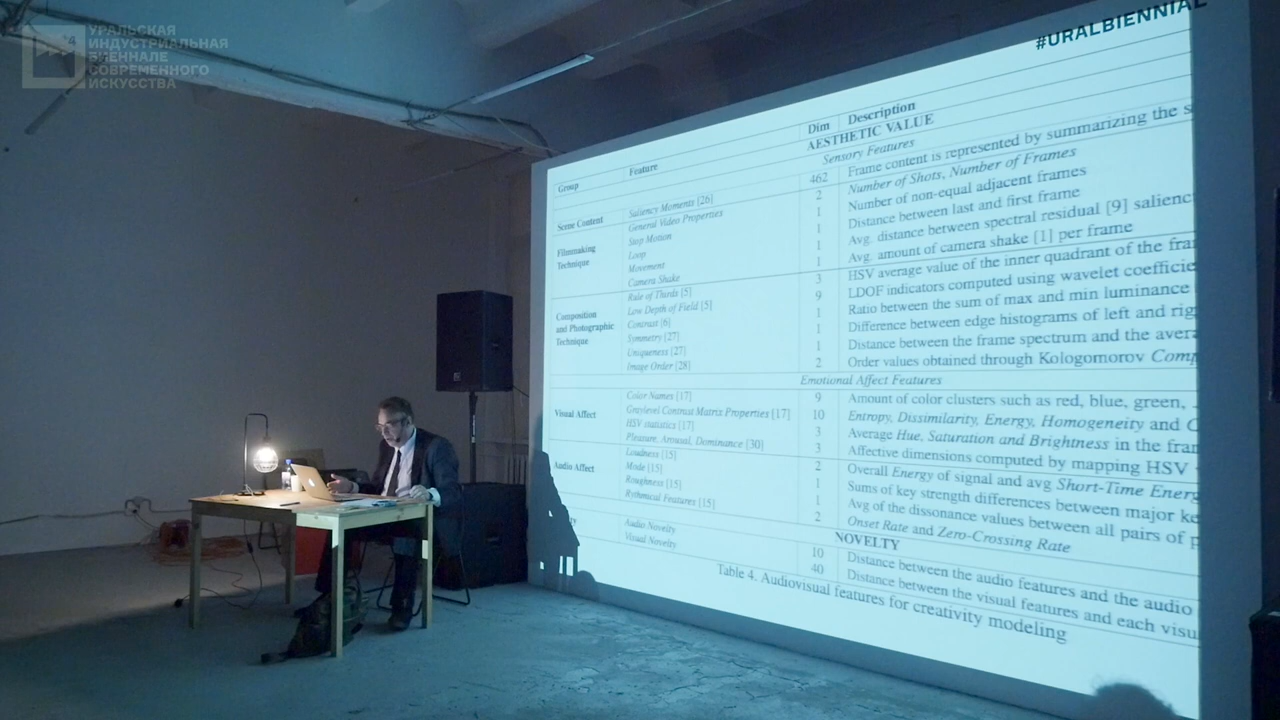 УРАЛЬСКАЯ
ИНДУСТРИАЛЬНАЯ
БИЕННАЛЕ
СОВРЕМЕННОГО
ИСКУССТВА
#URALBIENNIAL
Group Feature Dim Description
AESTHETIC VALUE
Sensory Features
Scene Content Saliency Moments [26] 462 Frame content is represented by summarizing the s
Filmmaking Technique General Video Properties 2 Number of Shots, Number of Frames
Stop Motion 1 Number of non-equal adjacent frames
Loop 1 Distance between last and first frame
Movement 1 Avg. distance between spectral residual [9] salienc
Camera Shake 1 Avg. amount of camera shake [1] per frame
Composition and Photographic Technique Rule of Thirds [5] 3 HSV average value of the inner quadrant of the fra
Low Depth of Field [5] 9 LDOF indicators computed using wavelet coefficie
Contrast [6] 1 Ratio between the sum of max and min luminance
Symmetry [27] 1 Difference between edge histograms of left and rig
Uniqueness [27] 1 Distance between the frame spectrum and the avera
Image Order [28] 2 Order values obtained through Kologomorov Comp
Emotional Affect Features
Visual Affect Color Names [17] 9 Amount of color clusters such as red, blue, green,
Graylevel Contrast Matrix Properties [17] 10 Entropy, Dissimilarity, Energy, Homogeneity and C
HSV statistics [17] 3 Average Hue, Saturation and Brightness in the fram
Pleasure, Arousal, Dominance [30] 3 Affective dimensions computed by mapping HSV
Audio Affect Loudness [15] 2 Overall Energy of signal and avg Short-Time Energ
Mode [15] 1 Sums of key strength differences between major ke
Roughness [15] 1 Avg of the dissonance values between all pairs of p
Rythmical Features [15] 2 Onset Rate and Zero-Crossing Rate
NOVELTY
Audio Novelty 10 Distance between the audio features and the audio
Visual Novelty 40 Distance between the visual features and each visu
Table 4. Audiovisual features for creativity modeling